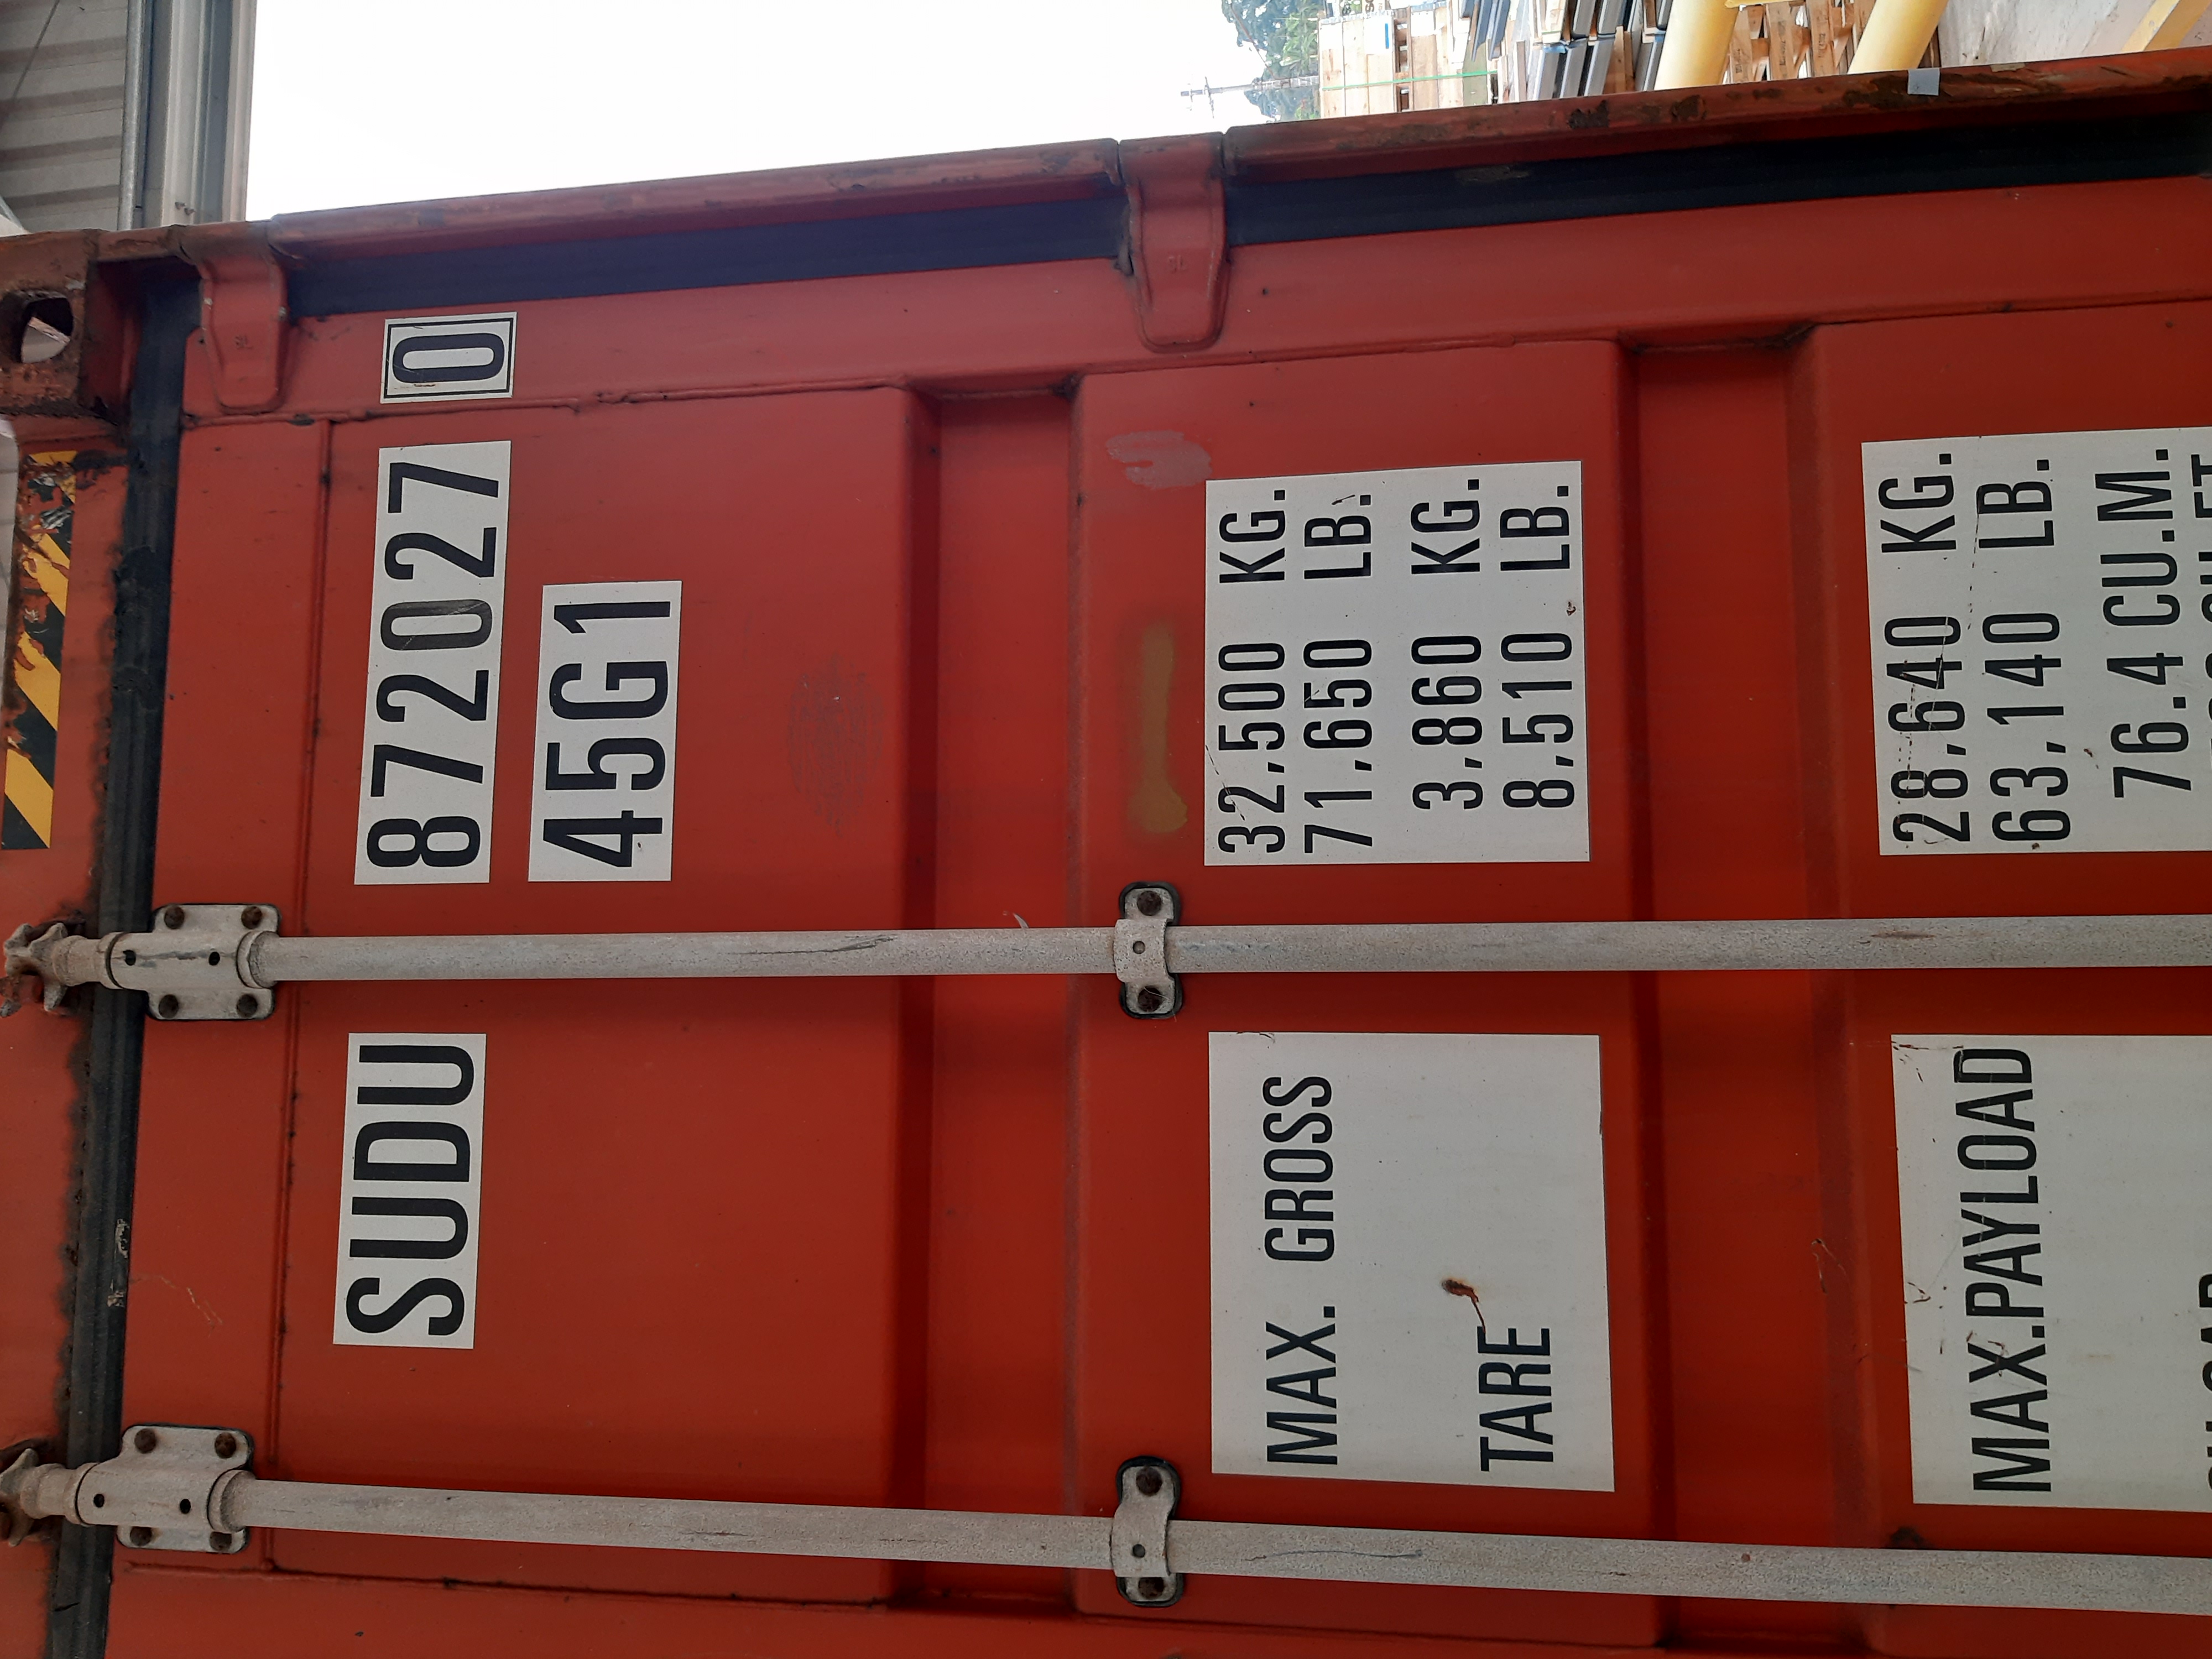 SUDU 872027 0
45G1
MAX. GROSS 32,500 KG.
71,650 LB.
TARE 3,860 KG.
8,510 LB.
MAX.PAYLOAD 28,640 KG.
63,140 LB.
76.4 CU.M.